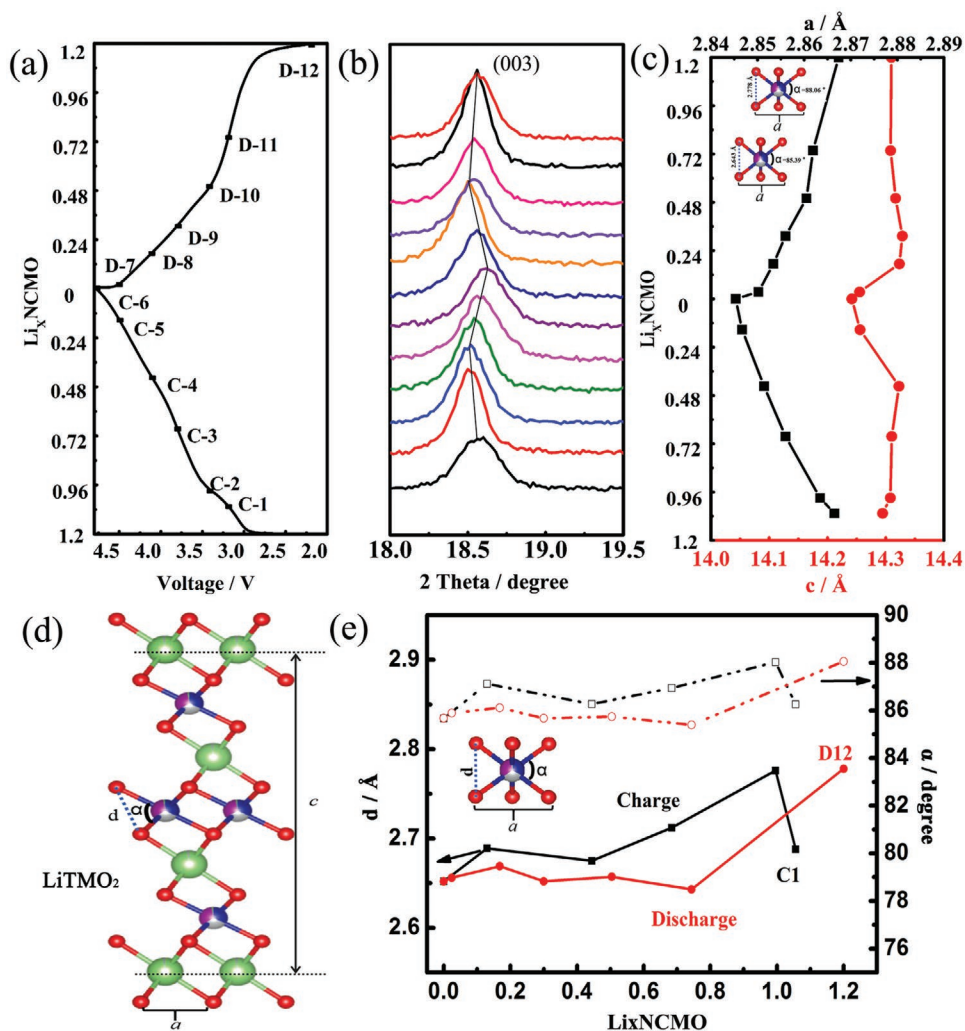 (a)
1.2
0.96
0.72
0.48
0.24
0
0.24
0.48
0.72
0.96
1.2
LiXNCMO
D-12
D-11
D-10
D-9
D-8
D-7
C-6
C-5
C-4
C-3
C-2
C-1
4.5 4.0 3.5 3.0 2.5 2.0
Voltage / V
(b)
(003)
18.0 18.5 19.0 19.5
2 Theta / degree
(c)
a / Å
2.84 2.85 2.86 2.87 2.88 2.89
1.2
0.96
0.72
0.48
0.24
0
0.24
0.48
0.72
0.96
1.2
LiXNCMO
2.778 Å
α=88.06 °
a
2.643 Å
α=85.39 °
a
14.0 14.1 14.2 14.3 14.4
c / Å
(d)
c
d
α
LiTMO2
a
(e)
2.9
2.8
2.7
2.6
d / Å
90
88
86
84
82
80
78
76
α / degree
d
α
a
Charge
D12
C1
Discharge
0.0 0.2 0.4 0.6 0.8 1.0 1.2
LixNCMO